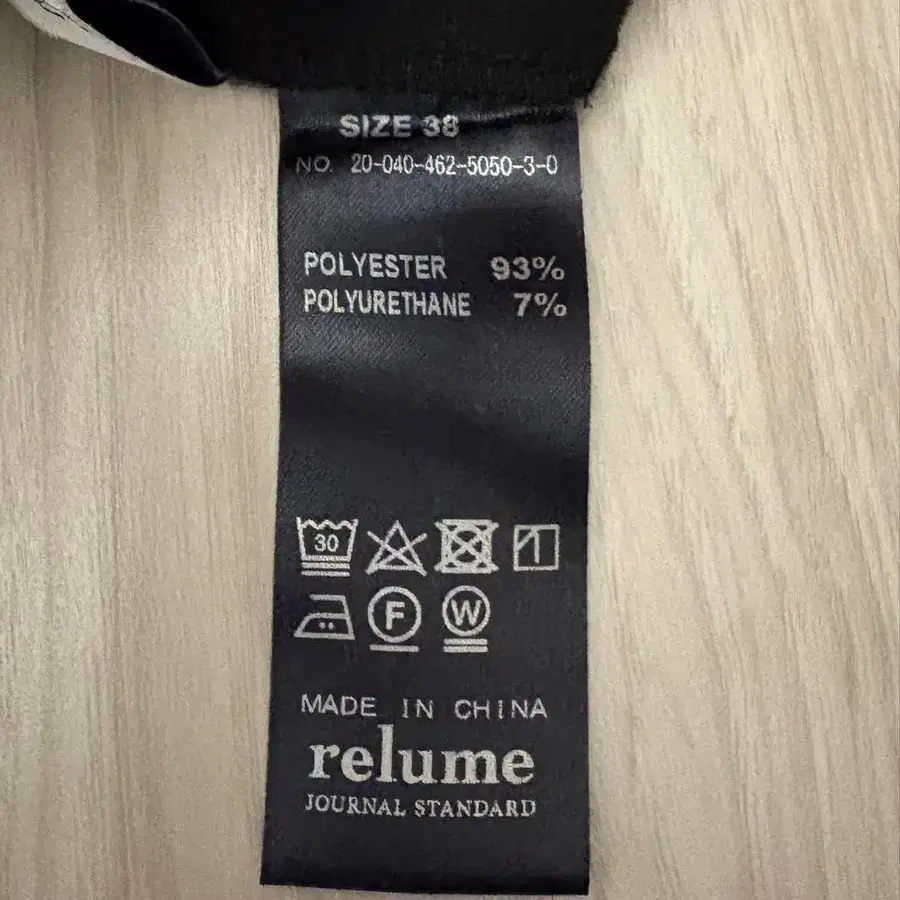 SIZE 38
NO. 20-040-462-5050-3-0
POLYESTER 93%
POLYURETHANE 7%
30
F W
MADE IN CHINA
relume
JOURNAL STANDARD